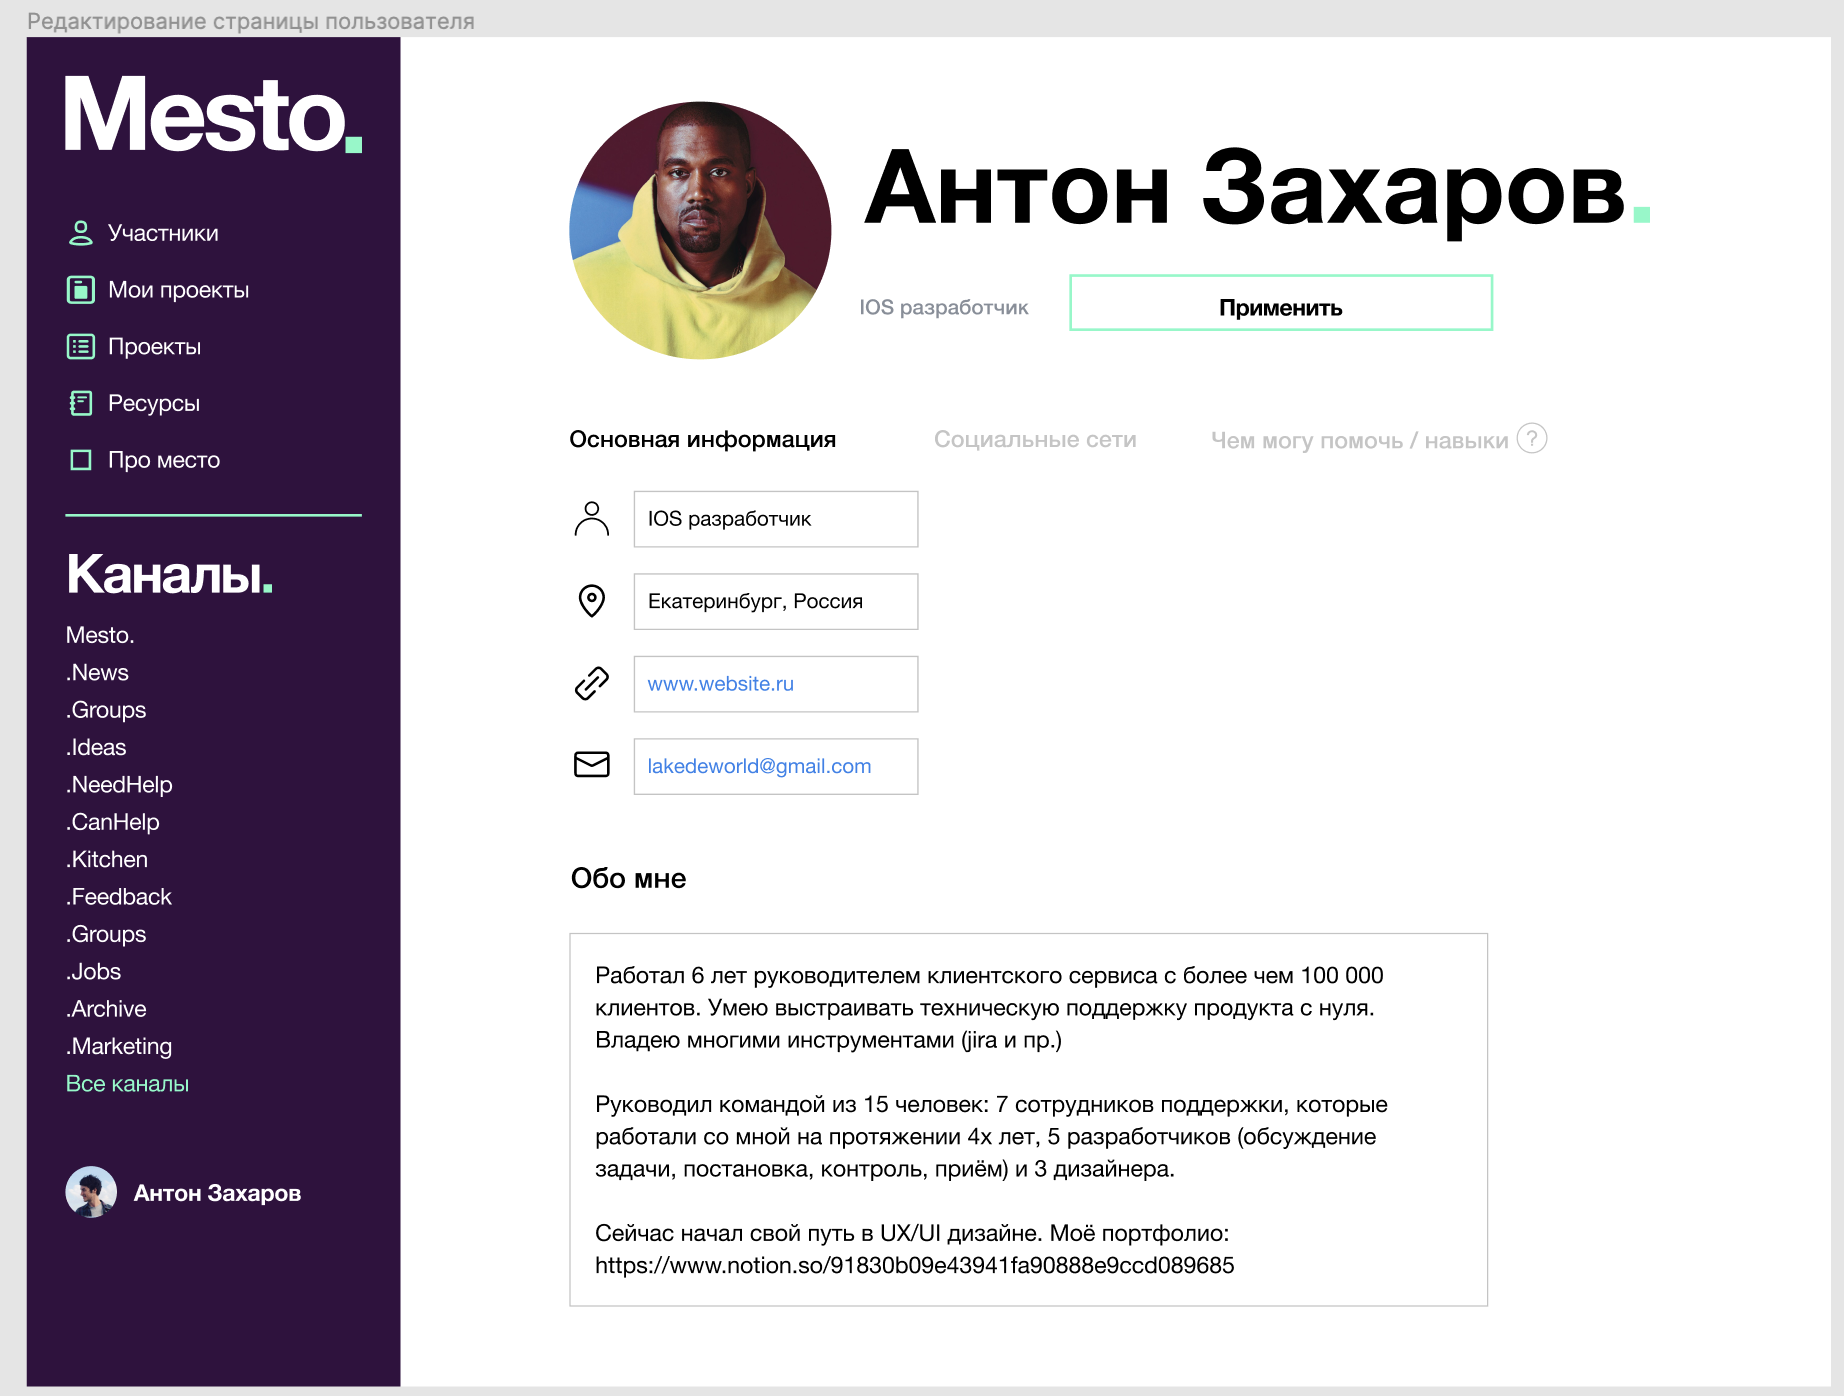 Редактирование страницы пользователя
Mesto.
Участники
Мои проекты
Проекты
Ресурсы
Про место
Каналы.
Mesto.
.News
.Groups
.Ideas
.NeedHelp
.CanHelp
.Kitchen
.Feedback
.Groups
.Jobs
.Archive
.Marketing
Все каналы
Антон Захаров
Антон Захаров.
IOS разработчик
Применить
Основная информация
Социальные сети
Чем могу помочь / навыки ?
IOS разработчик
Екатеринбург, Россия
www.website.ru
lakedeworld@gmail.com
Обо мне
Работал 6 лет руководителем клиентского сервиса с более чем 100 000
клиентов. Умею выстраивать техническую поддержку продукта с нуля.
Владею многими инструментами (jira и пр.)
Руководил командой из 15 человек: 7 сотрудников поддержки, которые
работали со мной на протяжении 4х лет, 5 разработчиков (обсуждение
задачи, постановка, контроль, приём) и 3 дизайнера.
Сейчас начал свой путь в UX/UI дизайне. Моё портфолио:
https://www.notion.so/91830b09e43941fa90888e9ccd089685